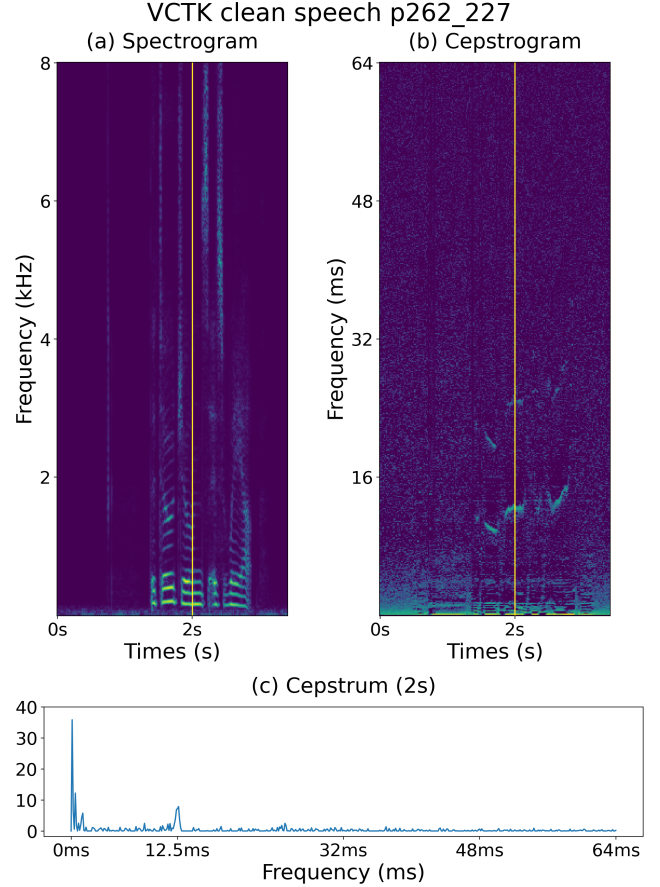 VCTK clean speech p262_227
(a) Spectrogram
(b) Cepstrogram
8
6
4
2
Frequency (kHz)
0s
2s
Times (s)
64
48
32
16
Frequency (ms)
0s
2s
Times (s)
(c) Cepstrum (2s)
40
30
20
10
0
0ms
12.5ms
32ms
48ms
64ms
Frequency (ms)